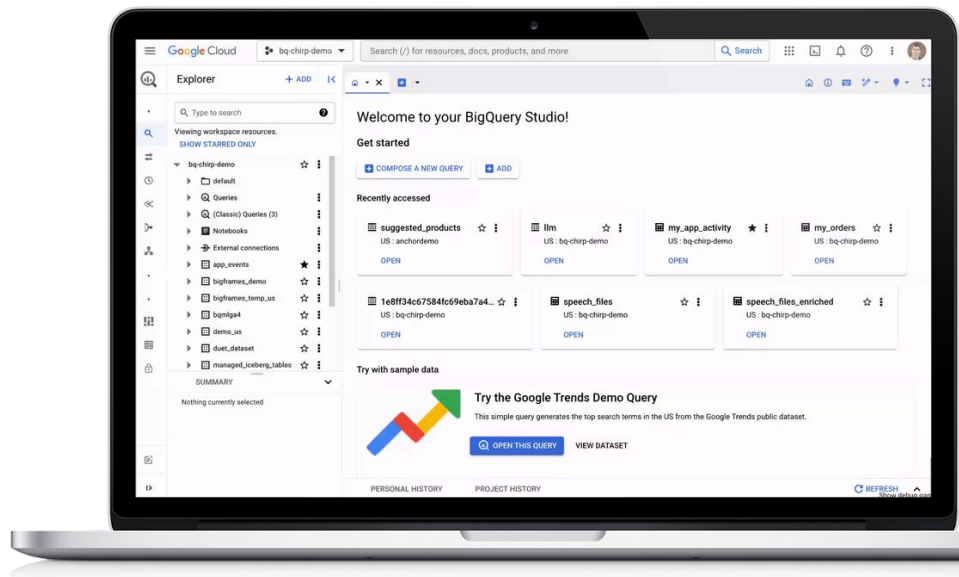 Google Cloud
bq-chirp-demo
Search (/) for resources, docs, products, and more
Search
Explorer
+ ADD
Type to search
Viewing workspace resources.
SHOW STARRED ONLY
bq-chirp-demo
default
Queries
(Classic) Queries (3)
Notebooks
External connections
app_events
bigframes_demo
bigframes_temp_us
bqmlga4
demo_us
duet_dataset
managed_iceberg_tables
SUMMARY
Nothing currently selected
Welcome to your BigQuery Studio!
Get started
COMPOSE A NEW QUERY
ADD
Recently accessed
suggested_products
US : anchordemo
OPEN
llm
US : bq-chirp-demo
OPEN
my_app_activity
US : bq-chirp-demo
OPEN
my_orders
US : bq-chirp-demo
OPEN
1e8ff34c67584fc69eba7a4...
US : bq-chirp-demo
OPEN
speech_files
US : bq-chirp-demo
OPEN
speech_files_enriched
US : bq-chirp-demo
OPEN
Try with sample data
Try the Google Trends Demo Query
This simple query generates the top search terms in the US from the Google Trends public dataset.
OPEN THIS QUERY
VIEW DATASET
PERSONAL HISTORY
PROJECT HISTORY
REFRESH
Show debug pan